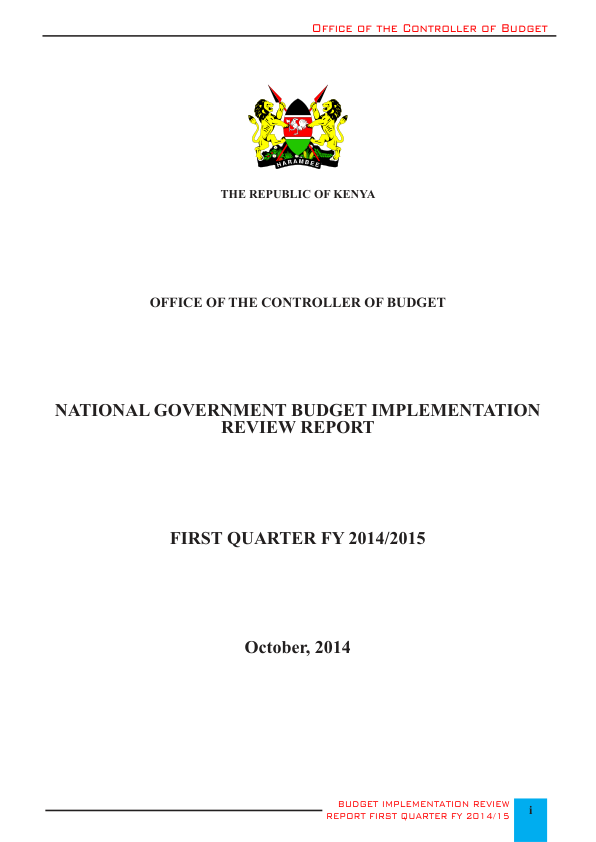 Office of the Controller of Budget
HARAMBEE
THE REPUBLIC OF KENYA
OFFICE OF THE CONTROLLER OF BUDGET
NATIONAL GOVERNMENT BUDGET IMPLEMENTATION
REVIEW REPORT
FIRST QUARTER FY 2014/2015
October, 2014
BUDGET IMPLEMENTATION REVIEW
REPORT FIRST QUARTER FY 2014/15
i